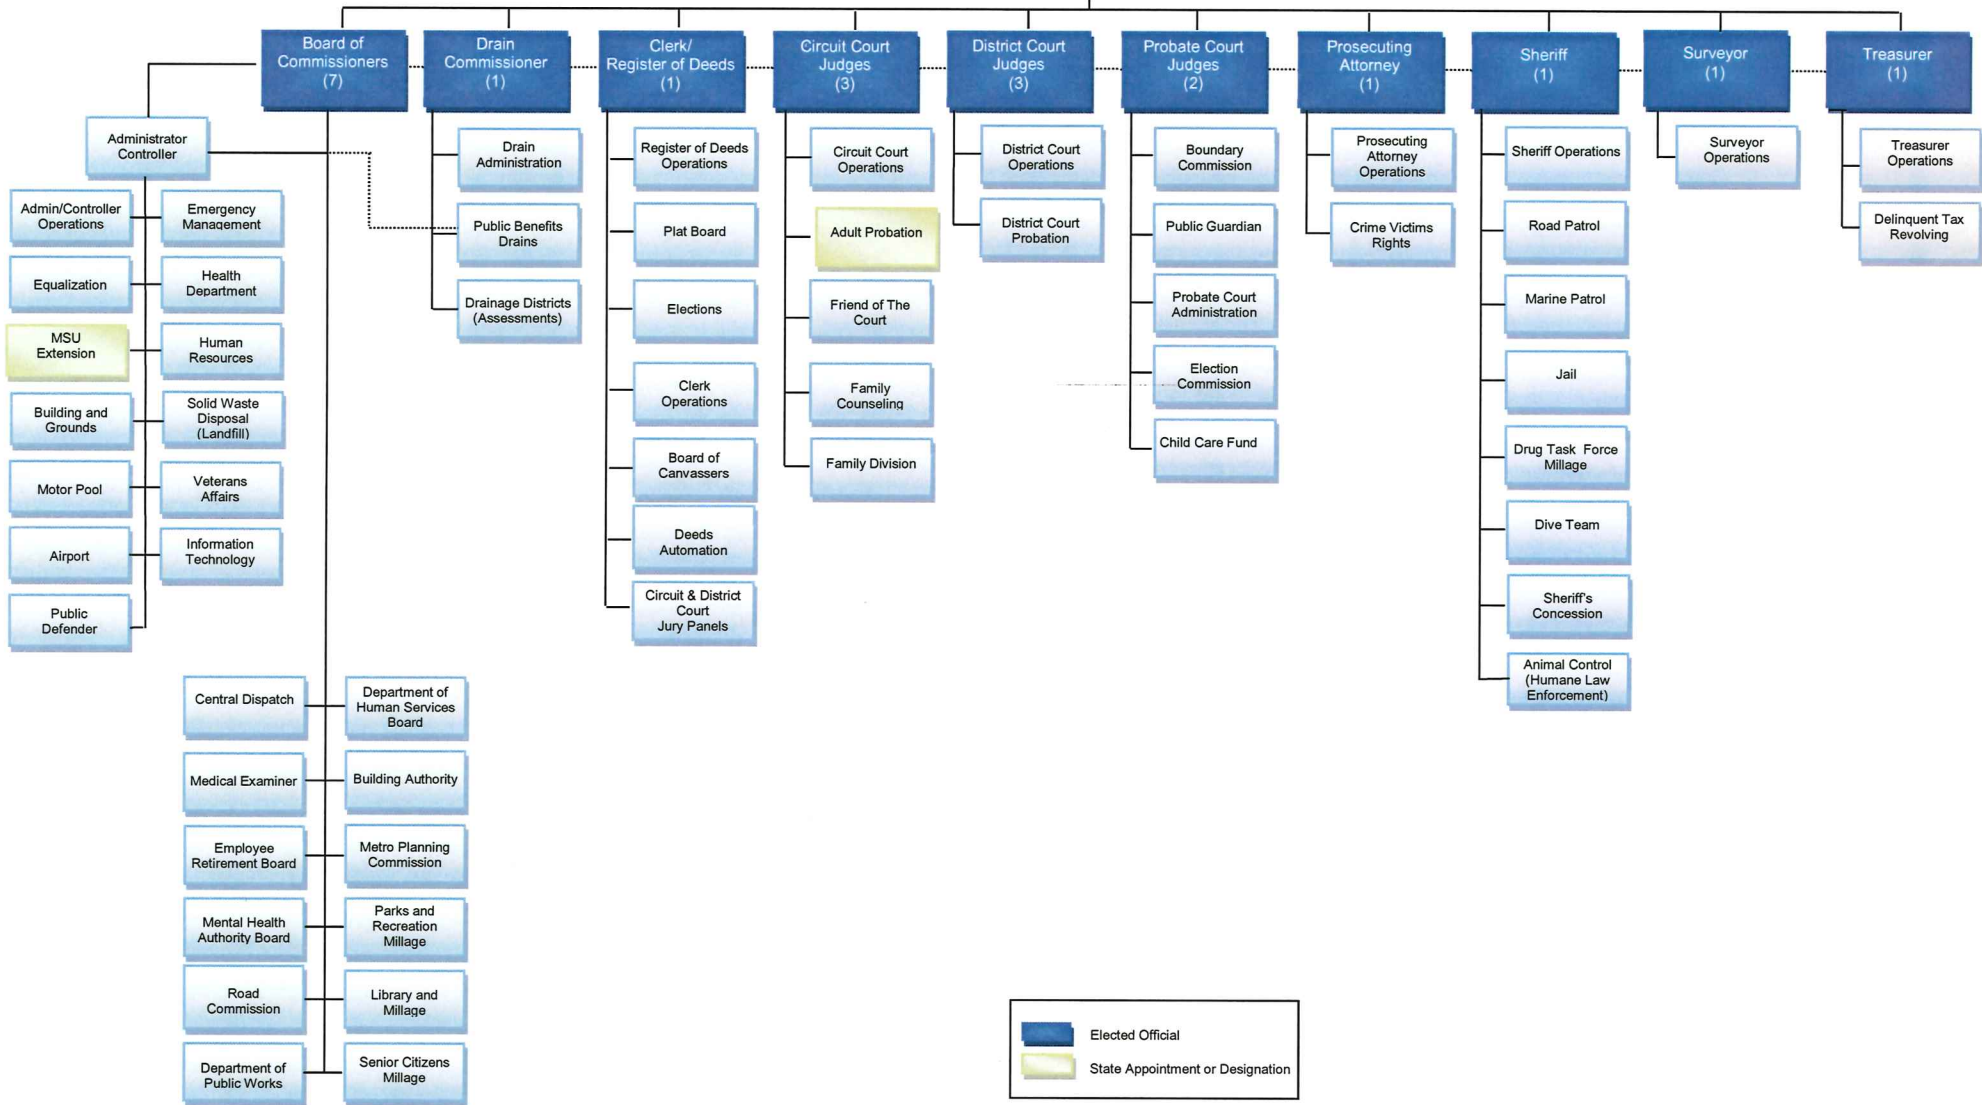 Board of
Commissioners
(7)
Drain
Commissioner
(1)
Clerk/
Register of Deeds
(1)
Circuit Court
Judges
(3)
District Court
Judges
(3)
Probate Court
Judges
(2)
Prosecuting
Attorney
(1)
Sheriff
(1)
Surveyor
(1)
Treasurer
(1)
Administrator
Controller
Admin/Controller
Operations
Emergency
Management
Equalization
Health
Department
MSU
Extension
Human
Resources
Building and
Grounds
Solid Waste
Disposal
(Landfill)
Motor Pool
Veterans
Affairs
Airport
Information
Technology
Public
Defender
Central Dispatch
Department of
Human Services
Board
Medical Examiner
Building Authority
Employee
Retirement Board
Metro Planning
Commission
Mental Health
Authority Board
Parks and
Recreation
Millage
Road
Commission
Library and
Millage
Department of
Public Works
Senior Citizens
Millage
Drain
Administration
Public Benefits
Drains
Drainage Districts
(Assessments)
Register of Deeds
Operations
Plat Board
Elections
Clerk
Operations
Board of
Canvassers
Deeds
Automation
Circuit & District
Court
Jury Panels
Circuit Court
Operations
Adult Probation
Friend of The
Court
Family
Counseling
Family Division
District Court
Operations
District Court
Probation
Boundary
Commission
Public Guardian
Probate Court
Administration
Election
Commission
Child Care Fund
Prosecuting
Attorney
Operations
Crime Victims
Rights
Sheriff Operations
Road Patrol
Marine Patrol
Jail
Drug Task Force
Millage
Dive Team
Sheriff's
Concession
Animal Control
(Humane Law
Enforcement)
Surveyor
Operations
Treasurer
Operations
Delinquent Tax
Revolving
Elected Official
State Appointment or Designation